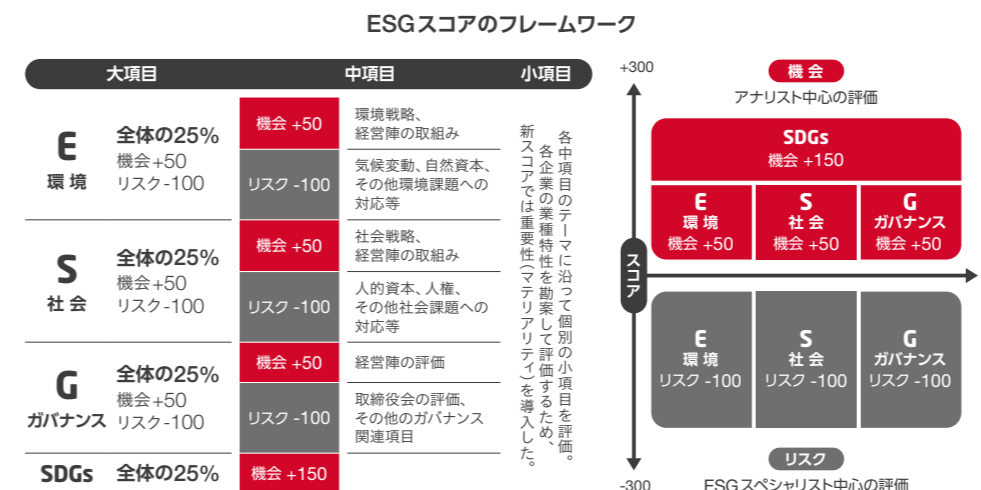 ESGスコアのフレームワーク
大項目
中項目
小項目
E
環 境
全体の25%
機会+50
リスク-100
機会 +50
環境戦略、
経営陣の取組み
リスク -100
気候変動、自然資本、
その他環境課題への
対応等
S
社 会
全体の25%
機会+50
リスク-100
機会 +50
社会戦略、
経営陣の取組み
リスク -100
人的資本、人権、
その他社会課題への
対応等
G
ガバナンス
全体の25%
機会+50
リスク-100
機会 +50
経営陣の評価
リスク -100
取締役会の評価、
その他のガバナンス
関連項目
SDGs
全体の25%
機会 +150
各中項目のテーマに沿って個別の小項目を評価。
各企業の業種特性を勘案して評価するため、
新スコアでは重要性(マテリアリティ)を導入した。
+300
機 会
アナリスト中心の評価
SDGs
機会 +150
E
環 境
機会 +50
S
社 会
機会 +50
G
ガバナンス
機会 +50
スコア
E
環 境
リスク -100
S
社 会
リスク -100
G
ガバナンス
リスク -100
リスク
-300
ESGスペシャリスト中心の評価